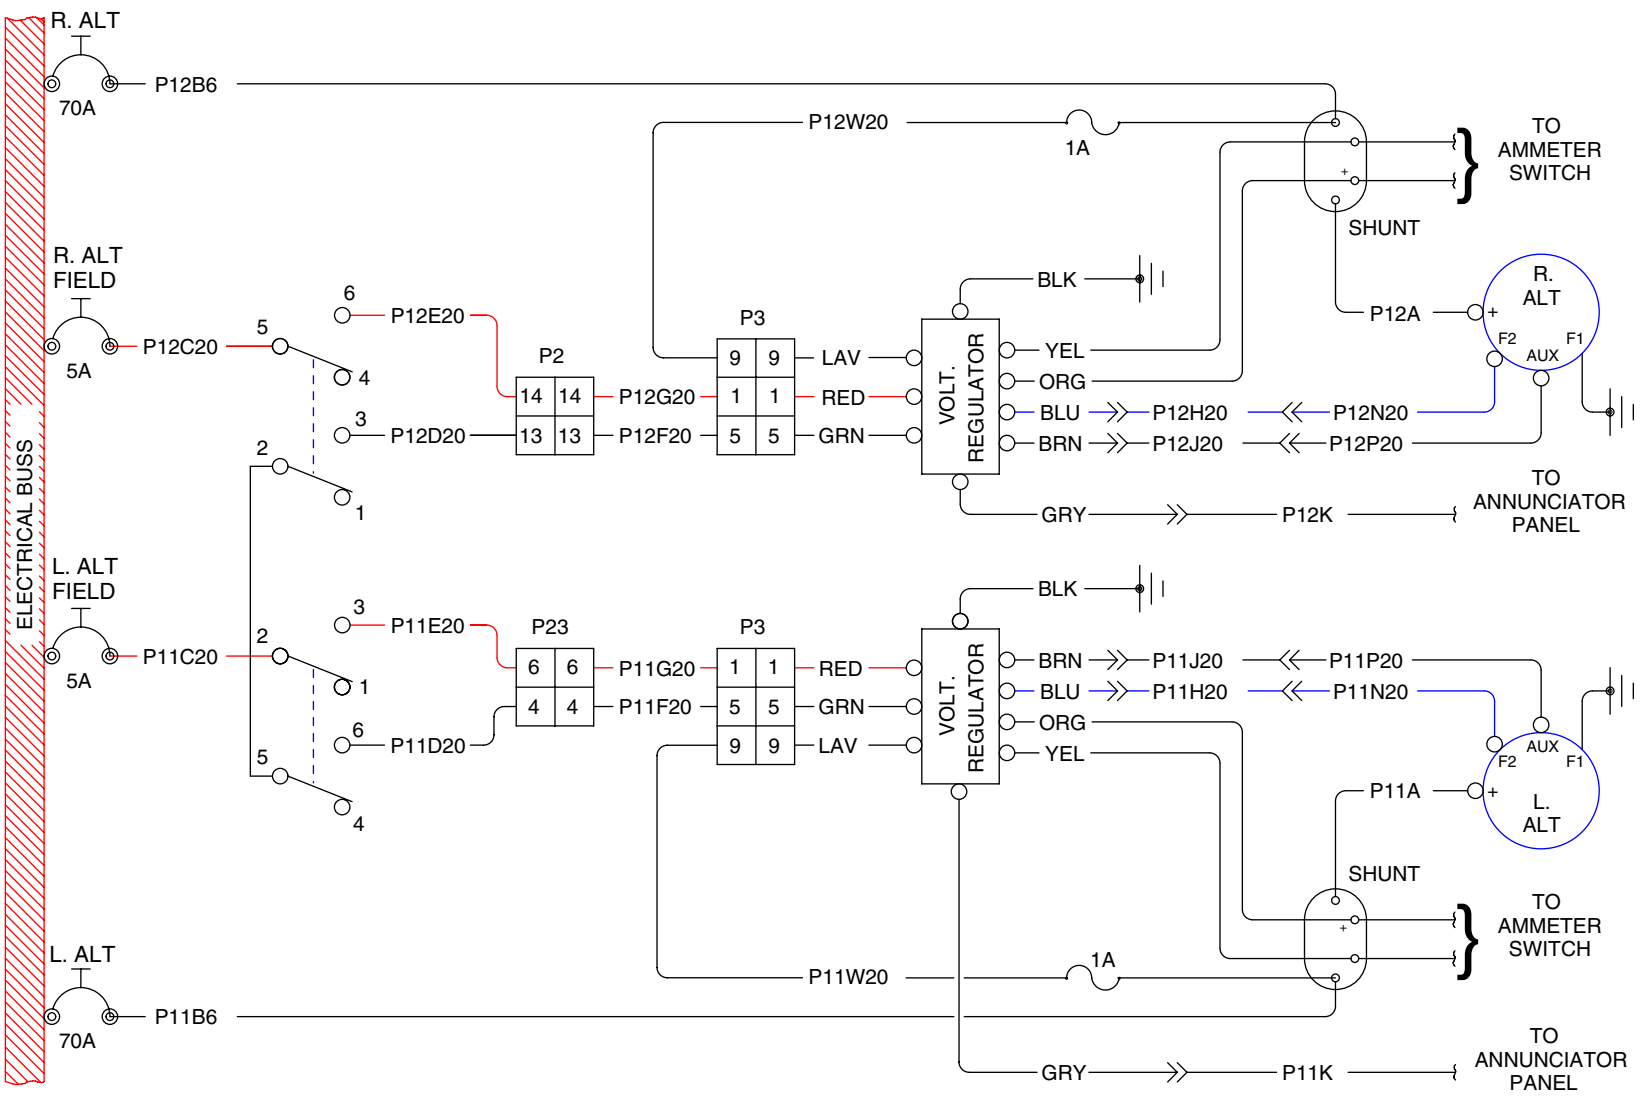 R. ALT
70A
P12B6
P12W20
1A
TO
AMMETER
SWITCH
+
SHUNT
R. ALT
FIELD
5A
P12C20
5
6
4
3
2
1
P12E20
P12D20
P2
14 14
13 13
P12G20
P12F20
P3
9 9
1 1
5 5
LAV
RED
GRN
VOLT.
REGULATOR
BLK
YEL
ORG
BLU
BRN
P12H20
P12J20
P12N20
P12P20
P12A
+
R.
ALT
F2
AUX
F1
GRY
P12K
TO
ANNUNCIATOR
PANEL
ELECTRICAL BUSS
L. ALT
FIELD
5A
P11C20
2
3
1
6
5
4
P11E20
P11D20
P23
6 6
4 4
P11G20
P11F20
P3
1 1
5 5
9 9
RED
GRN
LAV
VOLT.
REGULATOR
BLK
BRN
BLU
ORG
YEL
P11J20
P11H20
P11P20
P11N20
AUX
F2
F1
P11A
+
L.
ALT
SHUNT
+
TO
AMMETER
SWITCH
P11W20
1A
L. ALT
70A
P11B6
GRY
P11K
TO
ANNUNCIATOR
PANEL